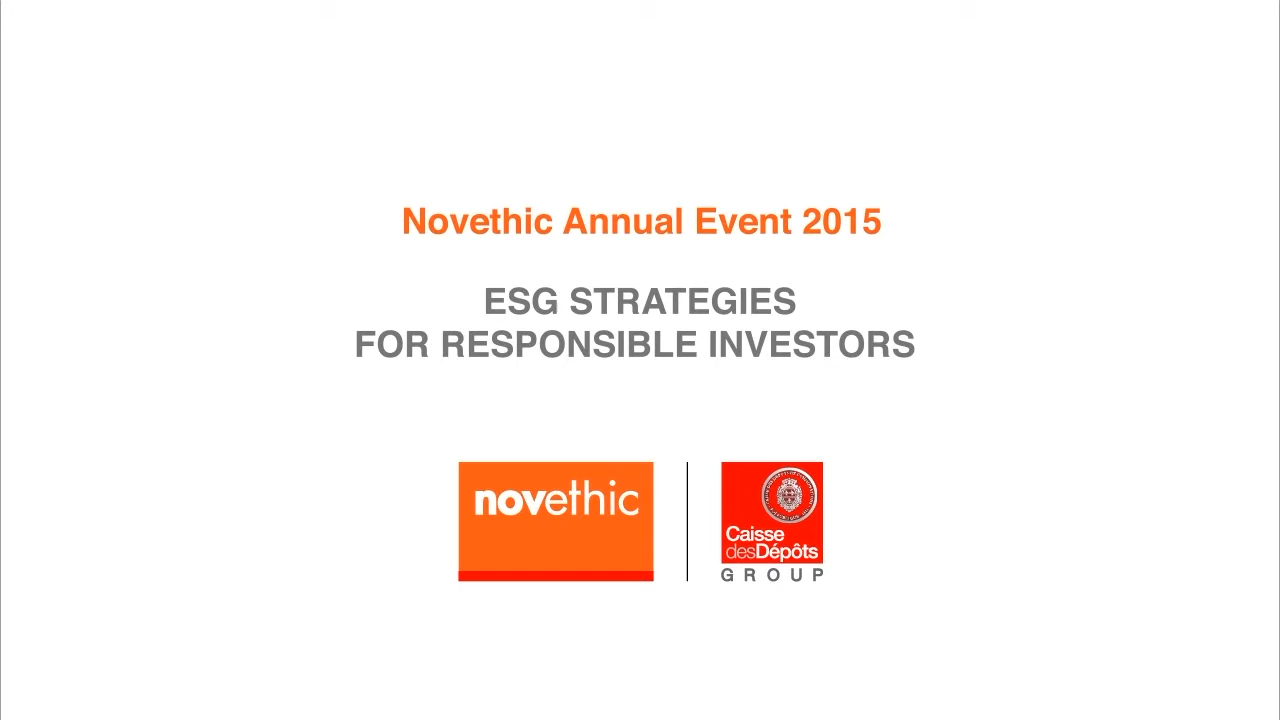 Novethic Annual Event 2015
ESG STRATEGIES
FOR RESPONSIBLE INVESTORS
novethic
Caisse
desDépôts
GROUP